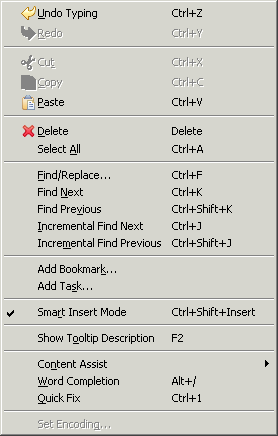 Undo Typing Ctrl+Z
Redo Ctrl+Y
Cut Ctrl+X
Copy Ctrl+C
Paste Ctrl+V
Delete Delete
Select All Ctrl+A
Find/Replace... Ctrl+F
Find Next Ctrl+K
Find Previous Ctrl+Shift+K
Incremental Find Next Ctrl+J
Incremental Find Previous Ctrl+Shift+J
Add Bookmark...
Add Task...
Smart Insert Mode Ctrl+Shift+Insert
Show Tooltip Description F2
Content Assist
Word Completion Alt+/
Quick Fix Ctrl+1
Set Encoding...